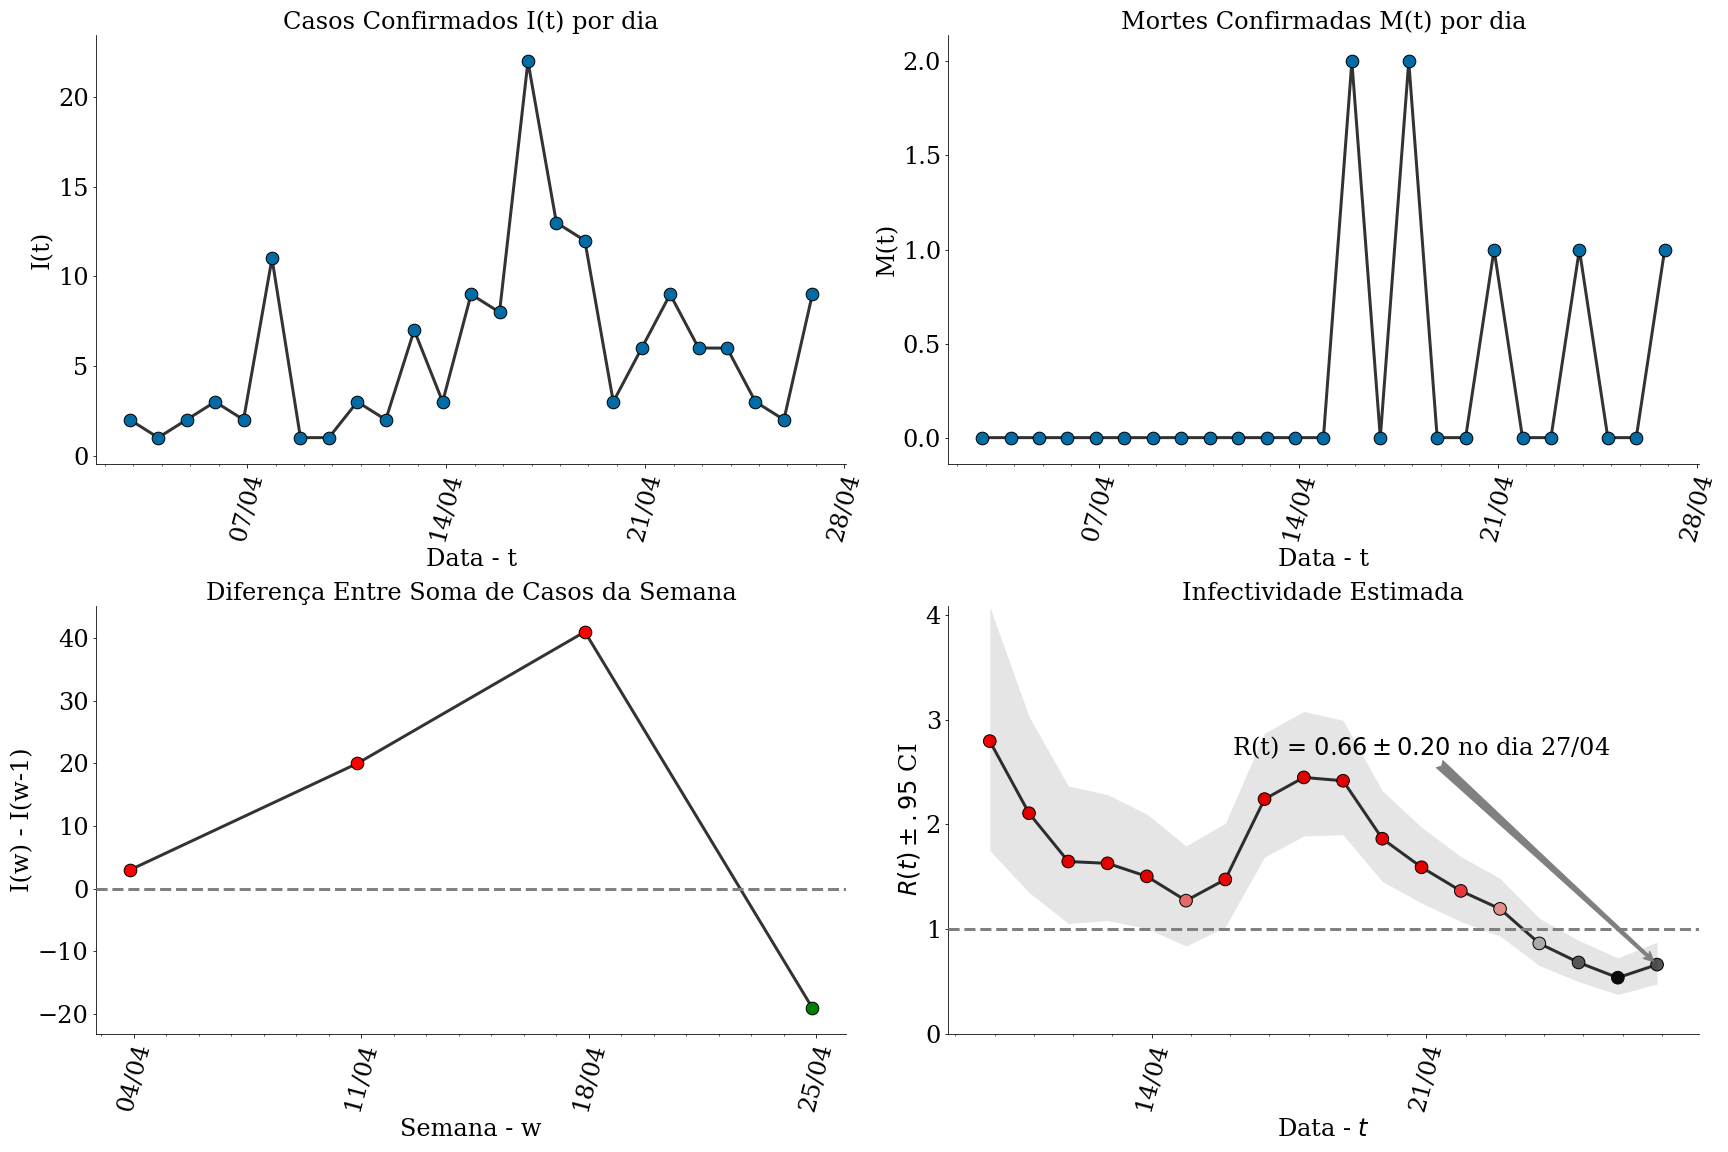 Casos Confirmados I(t) por dia
I(t)
20
15
10
5
0
07/04
14/04
21/04
28/04
Data - t
Mortes Confirmadas M(t) por dia
M(t)
2.0
1.5
1.0
0.5
0.0
07/04
14/04
21/04
28/04
Data - t
Diferença Entre Soma de Casos da Semana
I(w) - I(w-1)
40
30
20
10
0
−10
−20
04/04
11/04
18/04
25/04
Semana - w
Infectividade Estimada
R(t) ± .95 CI
4
3
2
1
0
R(t) = 0.66 ± 0.20 no dia 27/04
14/04
21/04
Data - t